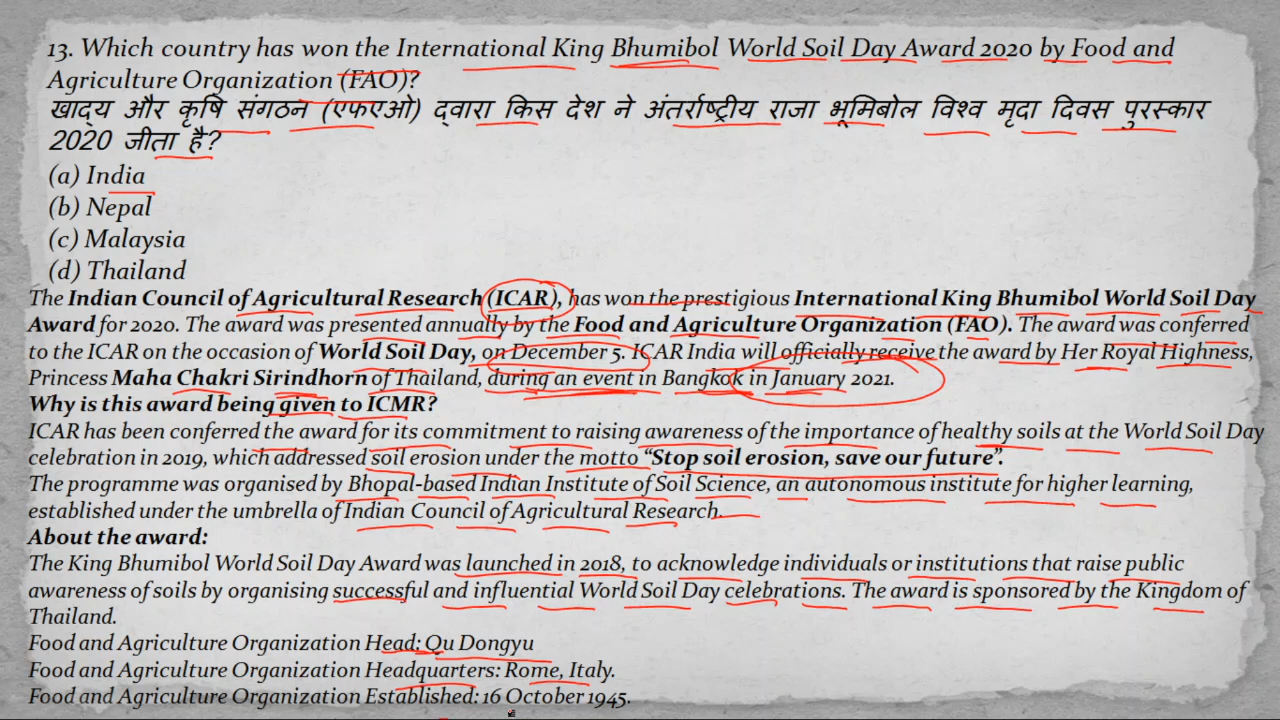 13. Which country has won the International King Bhumibol World Soil Day Award 2020 by Food and
Agriculture Organization (FAO)?
खाद्य और कृषि संगठन (एफएओ) द्वारा किस देश ने अंतर्राष्ट्रीय राजा भूमिबोल विश्व मृदा दिवस पुरस्कार
2020 जीता है?
(a) India
(b) Nepal
(c) Malaysia
(d) Thailand
The Indian Council of Agricultural Research (ICAR), has won the prestigious International King Bhumibol World Soil Day
Award for 2020. The award was presented annually by the Food and Agriculture Organization (FAO). The award was conferred
to the ICAR on the occasion of World Soil Day, on December 5. ICAR India will officially receive the award by Her Royal Highness,
Princess Maha Chakri Sirindhorn of Thailand, during an event in Bangkok in January 2021.
Why is this award being given to ICMR?
ICAR has been conferred the award for its commitment to raising awareness of the importance of healthy soils at the World Soil Day
celebration in 2019, which addressed soil erosion under the motto “Stop soil erosion, save our future”.
The programme was organised by Bhopal-based Indian Institute of Soil Science, an autonomous institute for higher learning,
established under the umbrella of Indian Council of Agricultural Research.
About the award:
The King Bhumibol World Soil Day Award was launched in 2018, to acknowledge individuals or institutions that raise public
awareness of soils by organising successful and influential World Soil Day celebrations. The award is sponsored by the Kingdom of
Thailand.
Food and Agriculture Organization Head: Qu Dongyu
Food and Agriculture Organization Headquarters: Rome, Italy.
Food and Agriculture Organization Established: 16 October 1945.